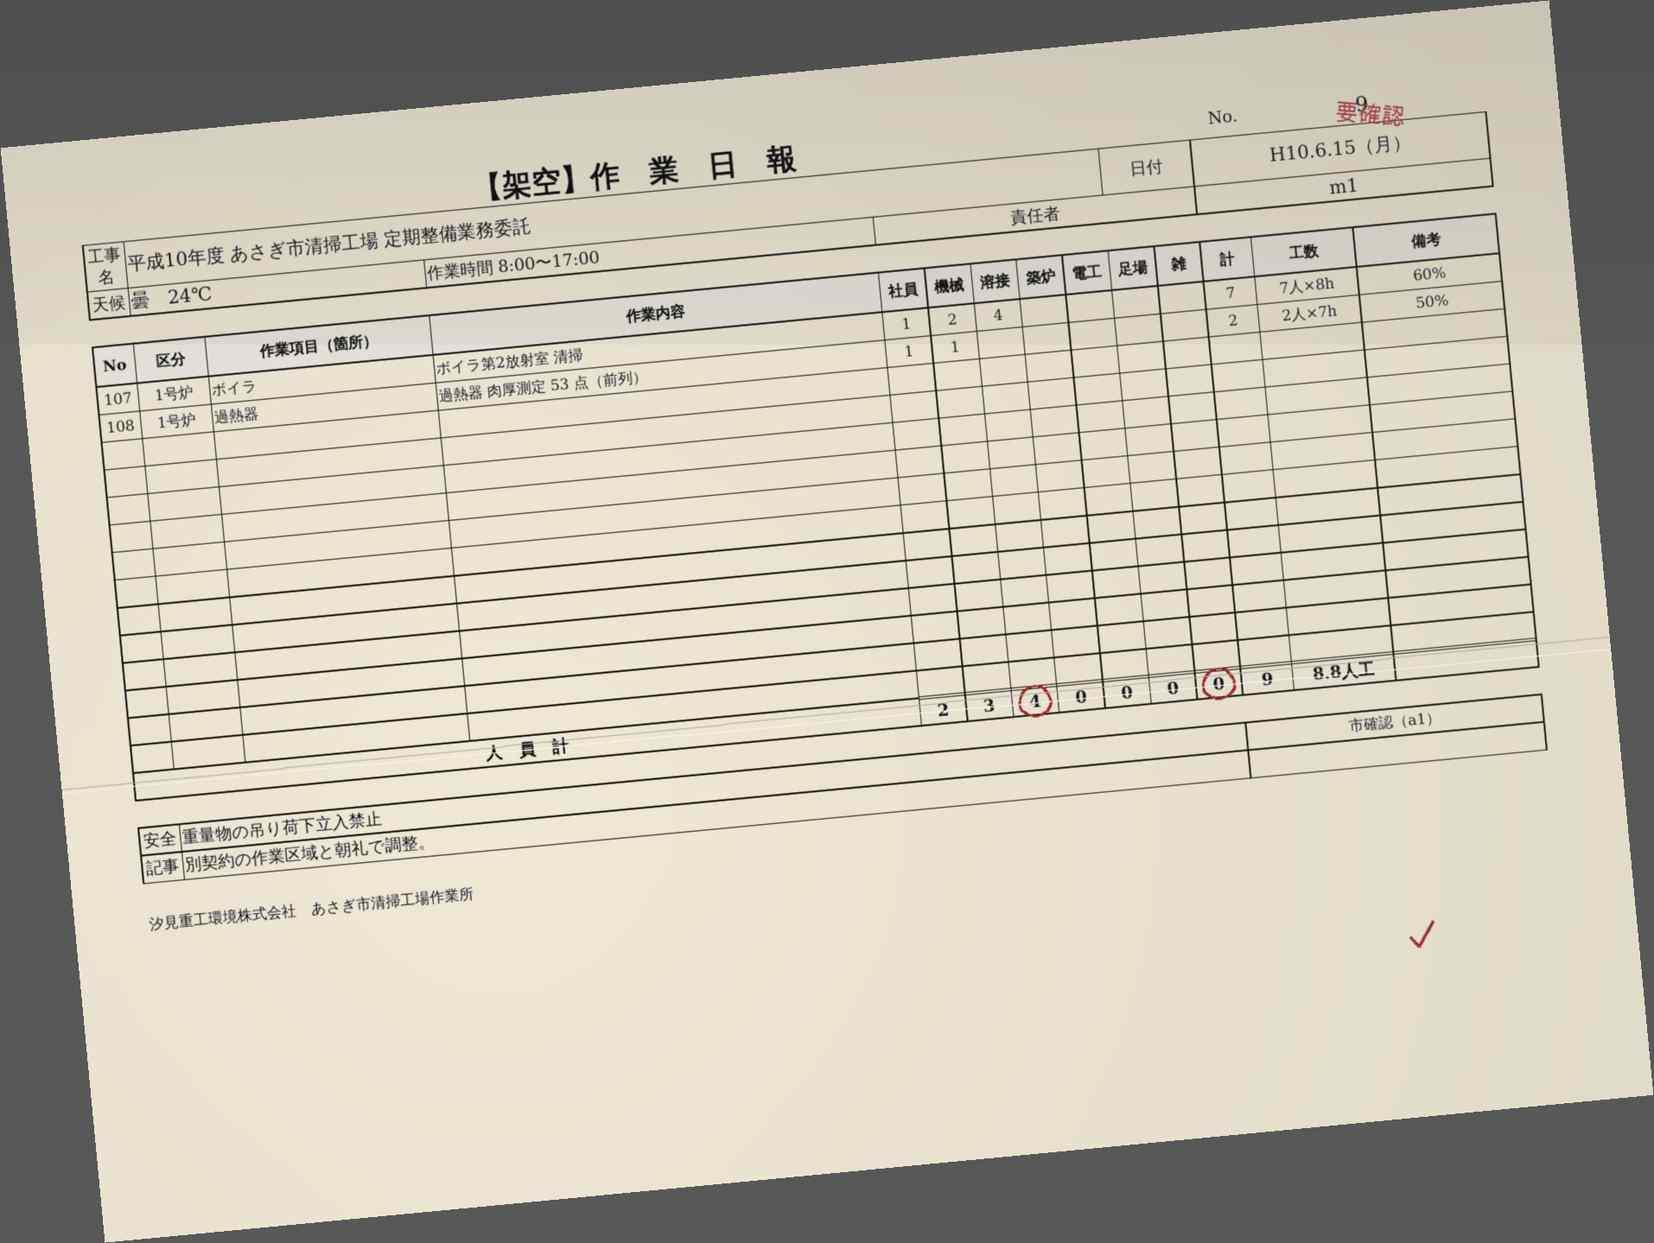 No. 9
要確認
【架空】作 業 日 報
工事名 平成10年度 あさぎ市清掃工場 定期整備業務委託 日付 H10.6.15（月）
天候 曇 24℃ 作業時間 8:00〜17:00 責任者 m1
No 区分 作業項目（箇所） 作業内容 社員 機械 溶接 築炉 電工 足場 雑 計 工数 備考
107 1号炉 ボイラ ボイラ第2放射室 清掃 1 2 4 7 7人×8h 60%
108 1号炉 過熱器 過熱器 肉厚測定 53 点（前列） 1 1 2 2人×7h 50%
人 員 計 2 3 4 0 0 0 0 9 8.8人工
安全 重量物の吊り荷下立入禁止 市確認（a1）
記事 別契約の作業区域と朝礼で調整。
汐見重工環境株式会社 あさぎ市清掃工場作業所